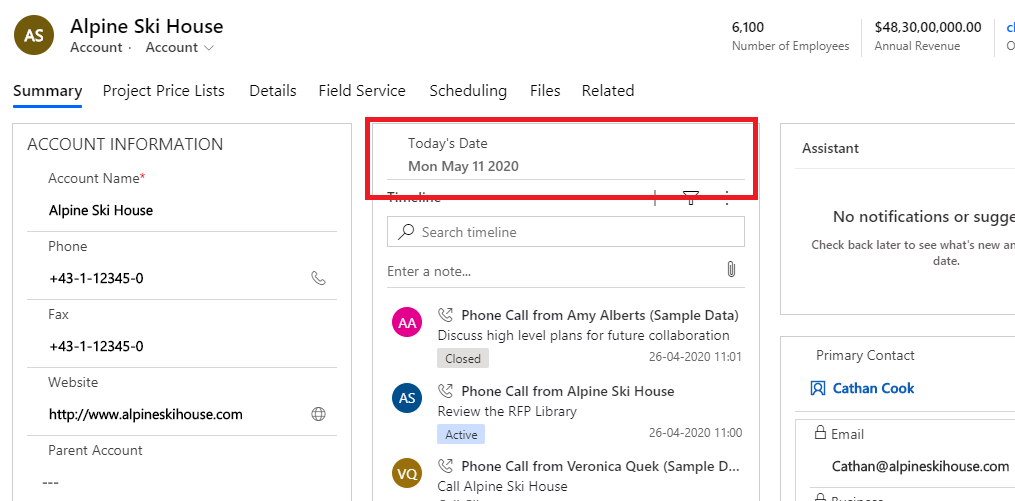 AS
Alpine Ski House
Account · Account
6,100
Number of Employees
$48,30,00,000.00
Annual Revenue
Summary Project Price Lists Details Field Service Scheduling Files Related
ACCOUNT INFORMATION
Account Name*
Alpine Ski House
Phone
+43-1-12345-0
Fax
+43-1-12345-0
Website
http://www.alpineskihouse.com
Parent Account
---
Today's Date
Mon May 11 2020
Timeline
Search timeline
Enter a note...
AA
Phone Call from Amy Alberts (Sample Data)
Discuss high level plans for future collaboration
Closed 26-04-2020 11:01
AS
Phone Call from Alpine Ski House
Review the RFP Library
Active 26-04-2020 11:00
VQ
Phone Call from Veronica Quek (Sample D...
Call Alpine Ski House
Assistant
No notifications or sugge
Check back later to see what's new an
date.
Primary Contact
Cathan Cook
Email
Cathan@alpineskihouse.com